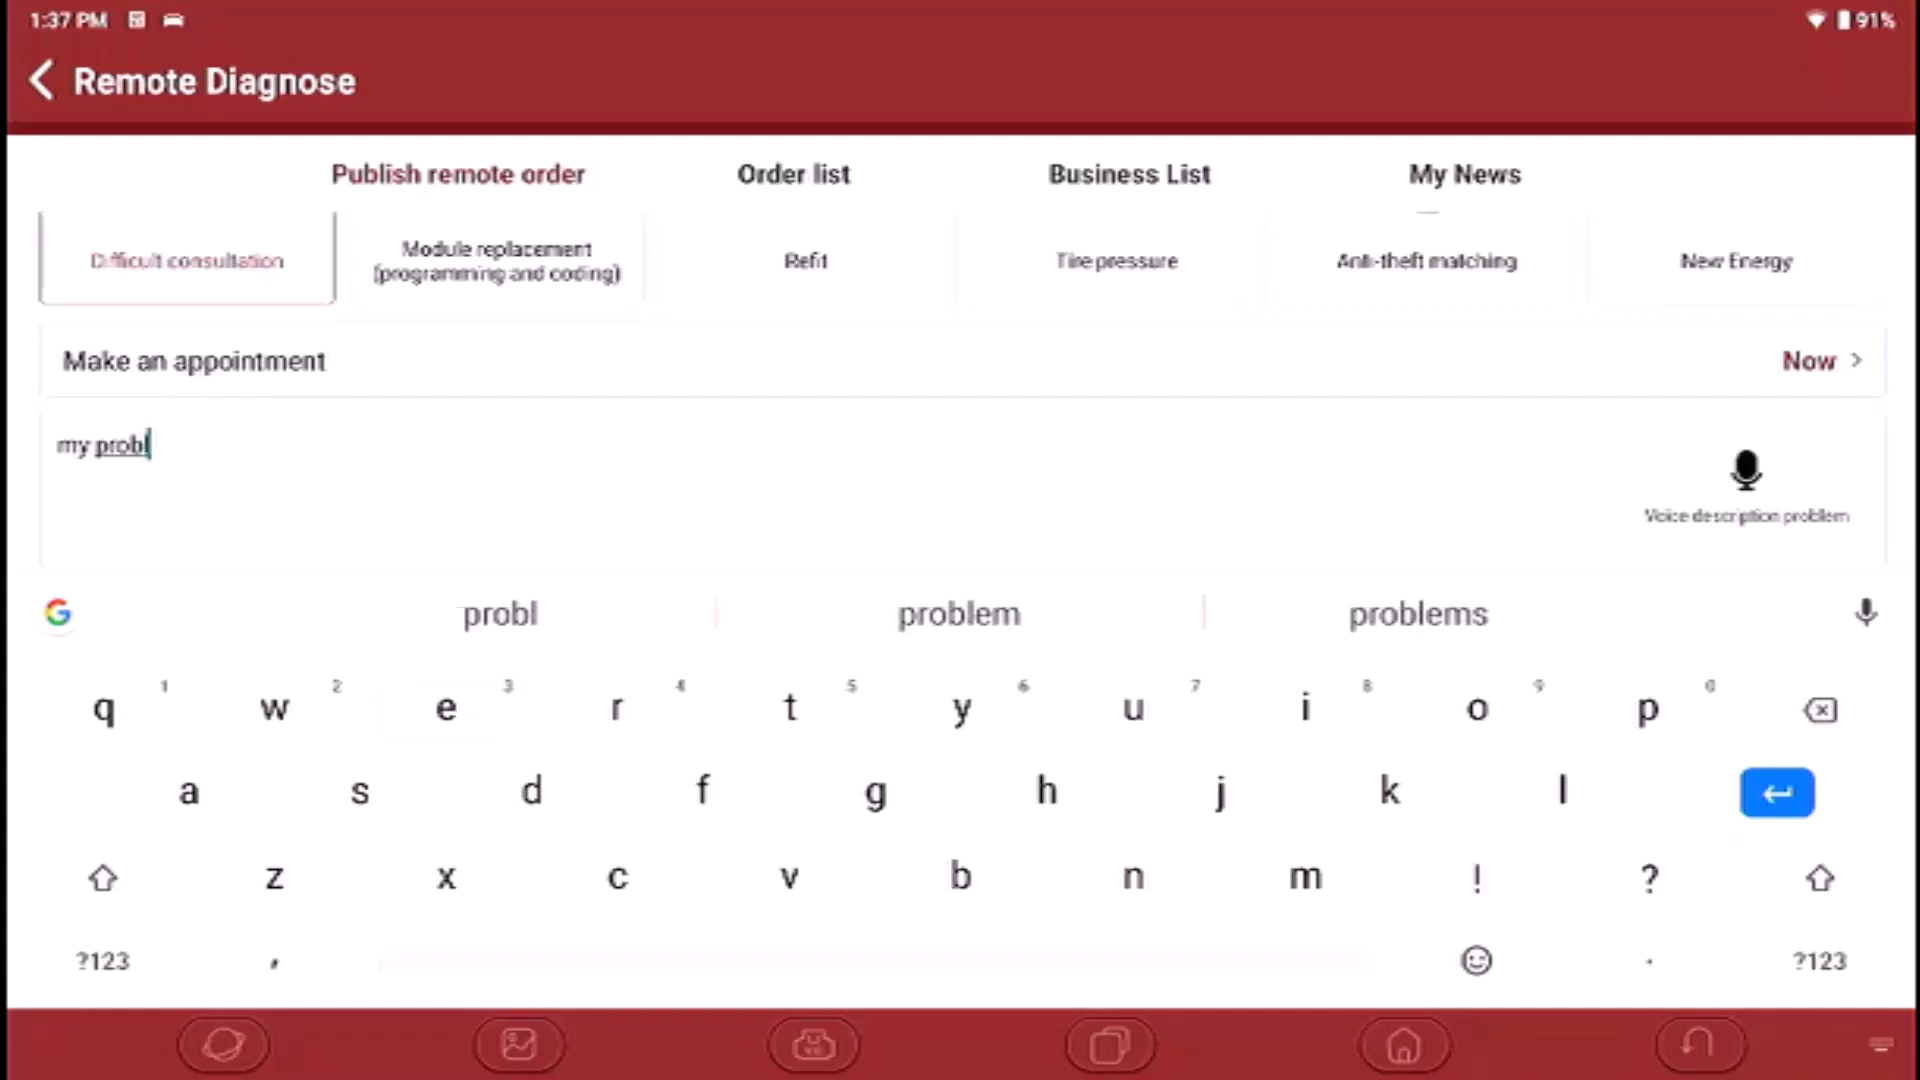 1:37 PM
91%
Remote Diagnose
Publish remote order
Order list
Business List
My News
Difficult consultation
Module replacement
(programming and coding)
Refit
Tire pressure
Anti-theft matching
New Energy
Make an appointment
Now
my probl
Voice description problem
probl
problem
problems
1 2 3 4 5 6 7 8 9 0
q w e r t y u i o p
a s d f g h j k l
z x c v b n m ! ?
?123 , . ?123